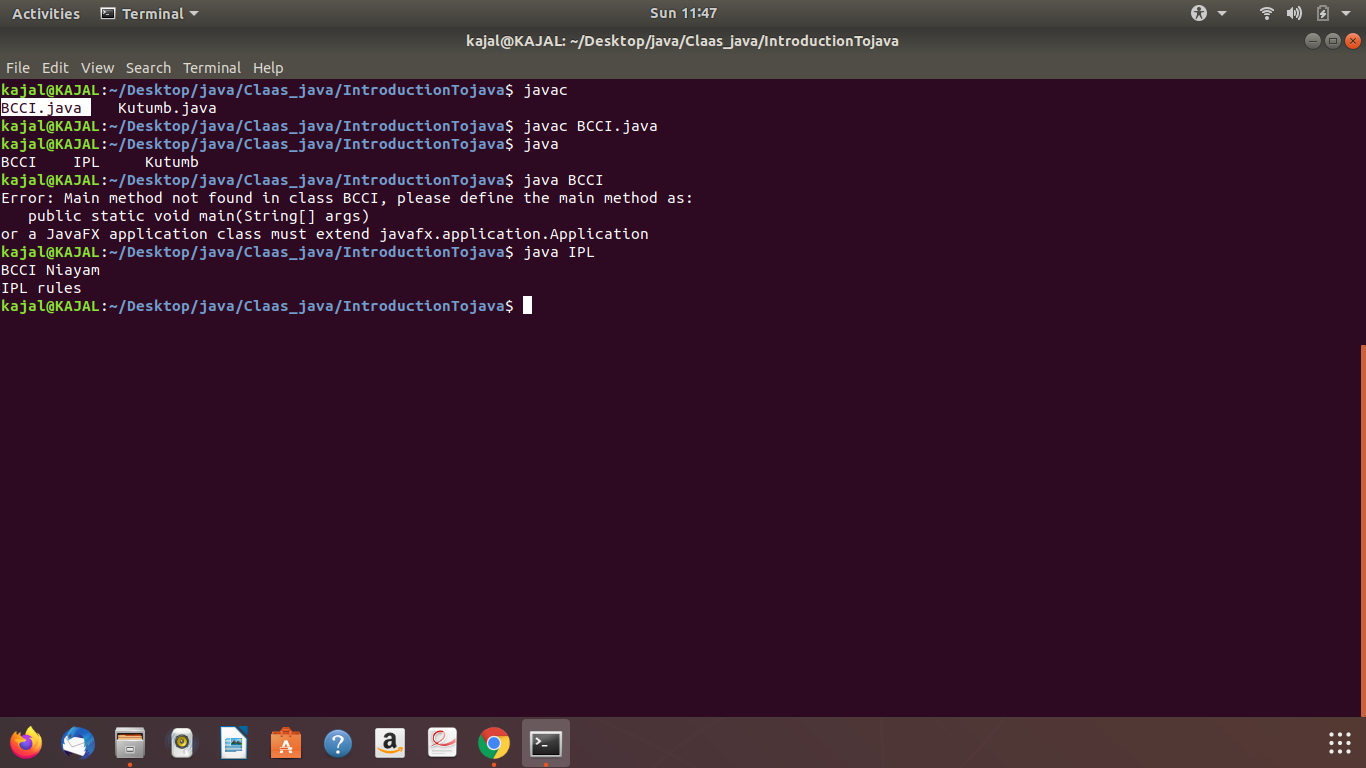 Activities Terminal Sun 11:47
kajal@KAJAL: ~/Desktop/java/Claas_java/IntroductionTojava
File Edit View Search Terminal Help
kajal@KAJAL:~/Desktop/java/Claas_java/IntroductionTojava$ javac
BCCI.java    Kutumb.java
kajal@KAJAL:~/Desktop/java/Claas_java/IntroductionTojava$ javac BCCI.java
kajal@KAJAL:~/Desktop/java/Claas_java/IntroductionTojava$ java
BCCI    IPL     Kutumb
kajal@KAJAL:~/Desktop/java/Claas_java/IntroductionTojava$ java BCCI
Error: Main method not found in class BCCI, please define the main method as:
   public static void main(String[] args)
or a JavaFX application class must extend javafx.application.Application
kajal@KAJAL:~/Desktop/java/Claas_java/IntroductionTojava$ java IPL
BCCI Niayam
IPL rules
kajal@KAJAL:~/Desktop/java/Claas_java/IntroductionTojava$